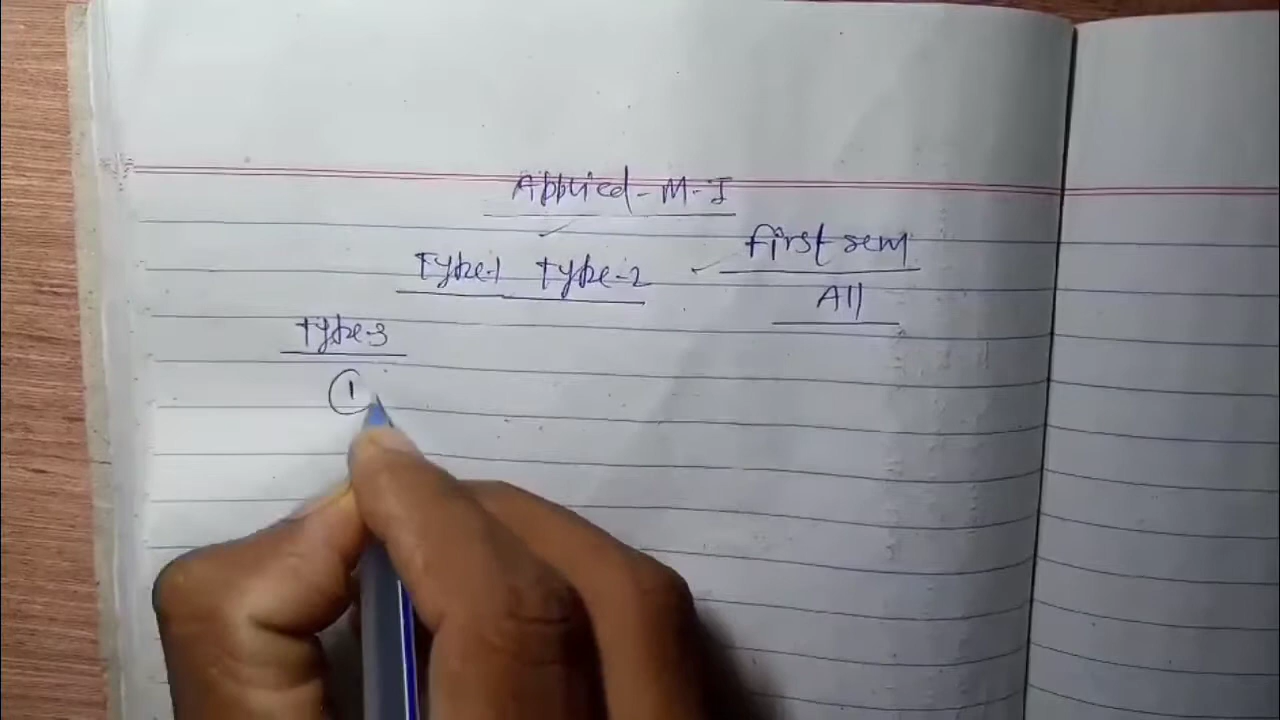 Applied-M-I
first sem
Type-1 Type-2
All
Type-3
1